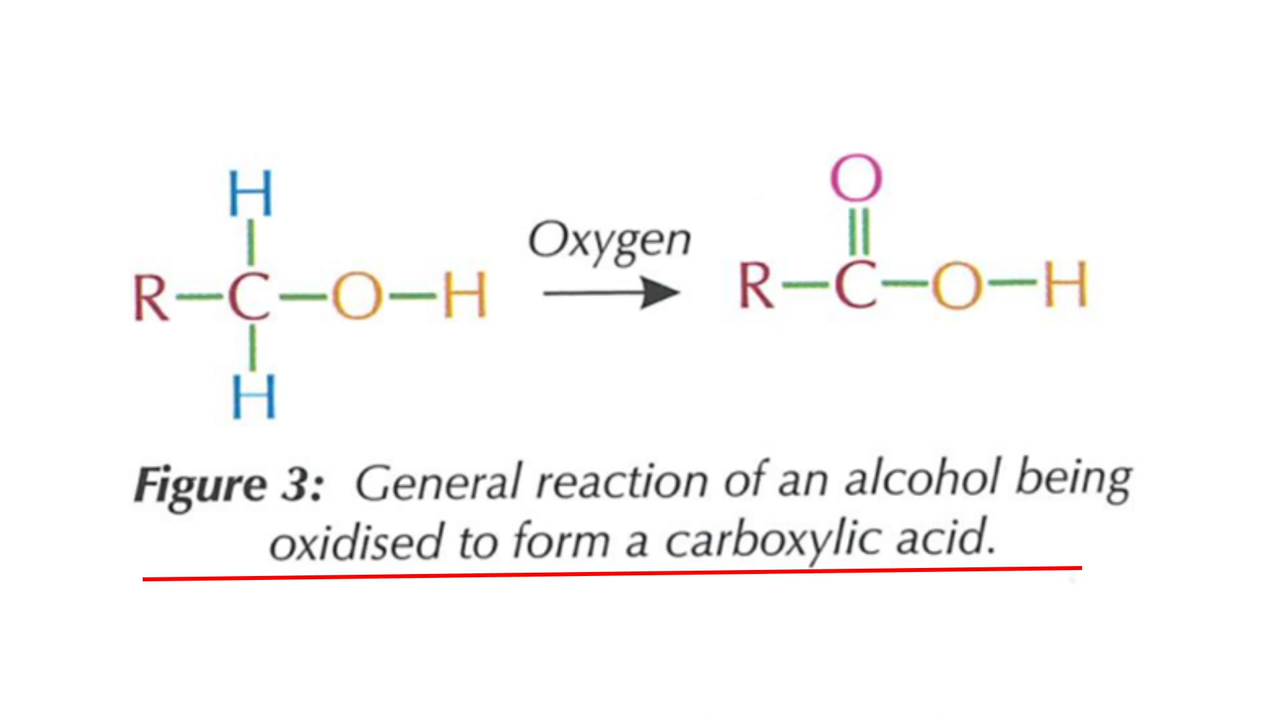 H O
Oxygen
R–C–O–H R–C–O–H
H
Figure 3: General reaction of an alcohol being
oxidised to form a carboxylic acid.